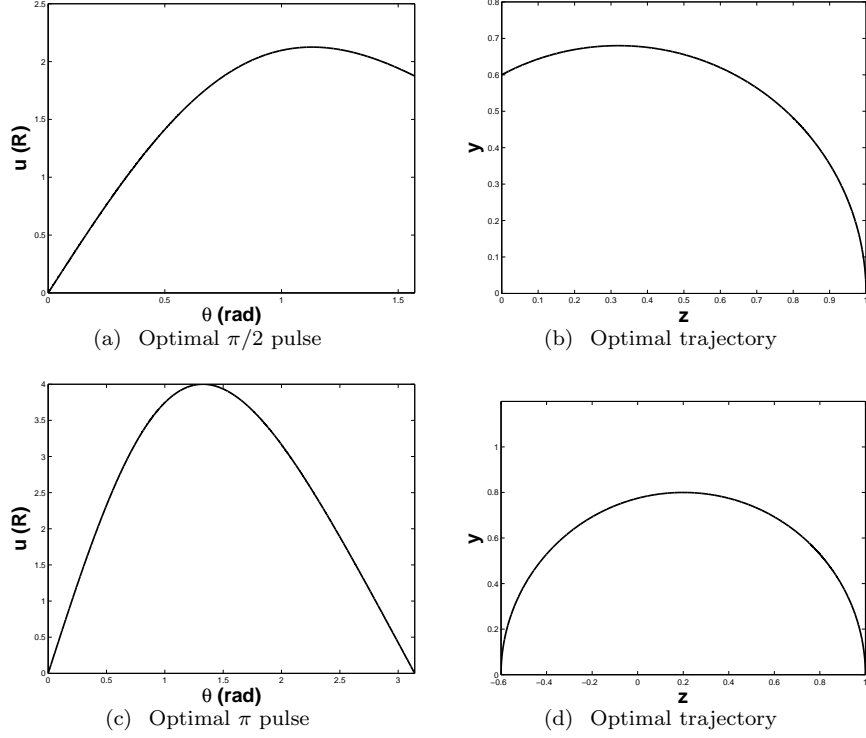 2.5
2
1.5
1
0.5
0
0 0.5 1 1.5
u (R)
θ (rad)
(a) Optimal π/2 pulse
0.8
0.7
0.6
0.5
0.4
0.3
0.2
0.1
0
0 0.1 0.2 0.3 0.4 0.5 0.6 0.7 0.8 0.9 1
y
z
(b) Optimal trajectory
4
3.5
3
2.5
2
1.5
1
0.5
0
0 0.5 1 1.5 2 2.5 3
u (R)
θ (rad)
(c) Optimal π pulse
1
0.8
0.6
0.4
0.2
0
−0.6 −0.4 −0.2 0 0.2 0.4 0.6 0.8 1
y
z
(d) Optimal trajectory